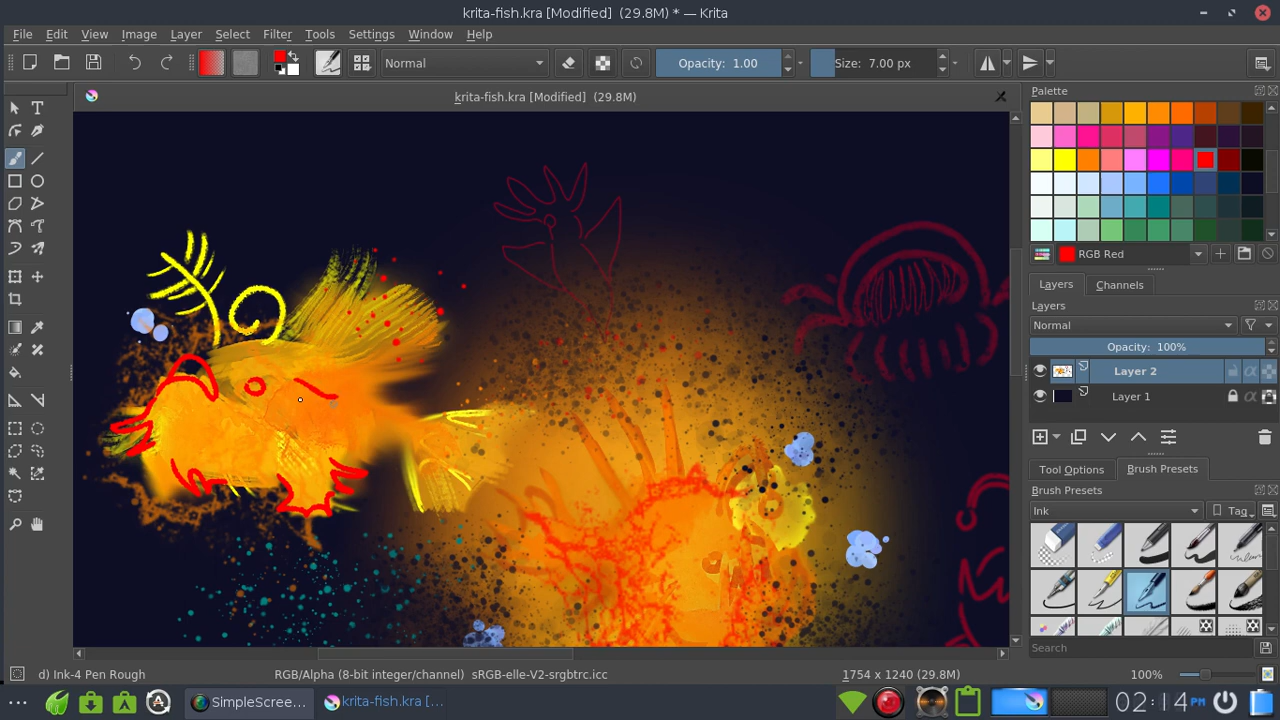 krita-fish.kra [Modified]  (29.8M) * — Krita
File Edit View Image Layer Select Filter Tools Settings Window Help
Normal Opacity: 1.00 Size: 7.00 px
krita-fish.kra [Modified]  (29.8M)
Palette
RGB Red
Layers Channels
Layers
Normal
Opacity: 100%
Layer 2
Layer 1
Tool Options Brush Presets
Brush Presets
Ink Tag
Search
d) Ink-4 Pen Rough RGB/Alpha (8-bit integer/channel)  sRGB-elle-V2-srgbtrc.icc 1754 x 1240 (29.8M) 100%
SimpleScree... krita-fish.kra [... 02:14 PM